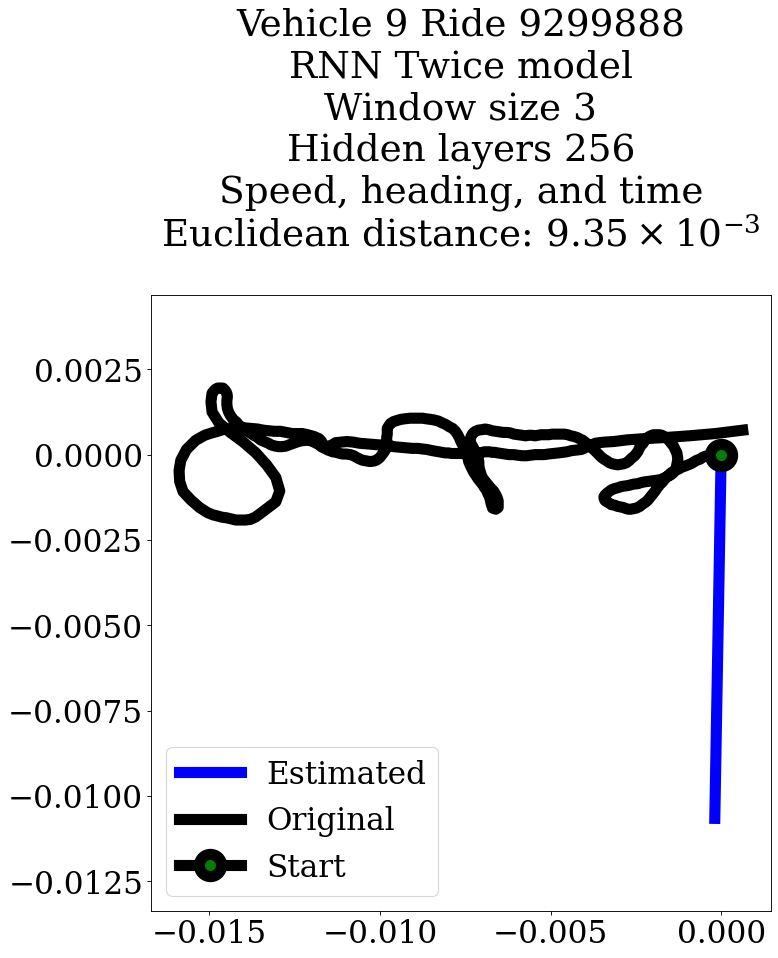 Vehicle 9 Ride 9299888
RNN Twice model
Window size 3
Hidden layers 256
Speed, heading, and time
Euclidean distance: 9.35 × 10⁻³
0.0025
0.0000
−0.0025
−0.0050
−0.0075
−0.0100
−0.0125
Estimated
Original
Start
−0.015 −0.010 −0.005 0.000